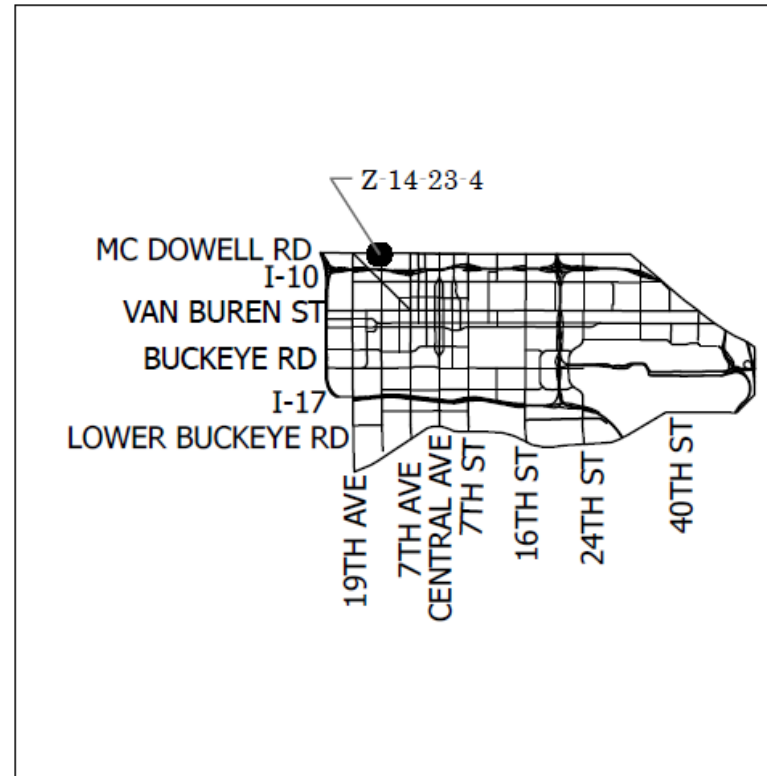 Z-14-23-4
MC DOWELL RD
I-10
VAN BUREN ST
BUCKEYE RD
I-17
LOWER BUCKEYE RD
19TH AVE
7TH AVE
CENTRAL AVE
7TH ST
16TH ST
24TH ST
40TH ST